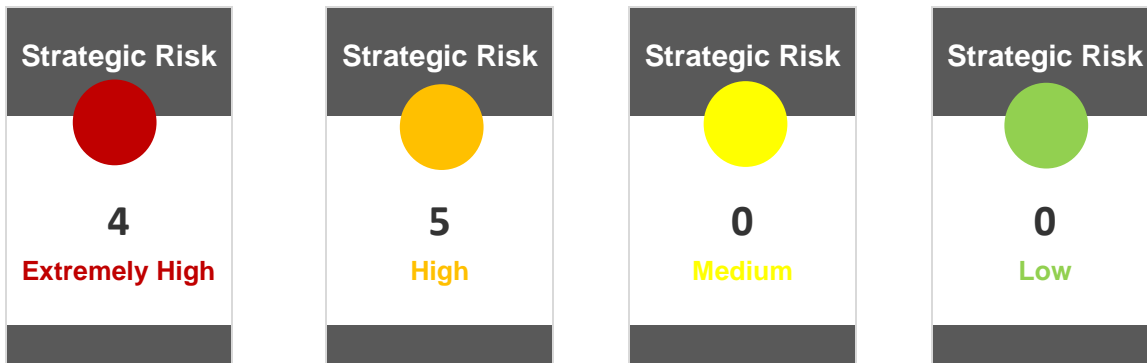 Strategic Risk
4
Extremely High
Strategic Risk
5
High
Strategic Risk
0
Medium
Strategic Risk
0
Low